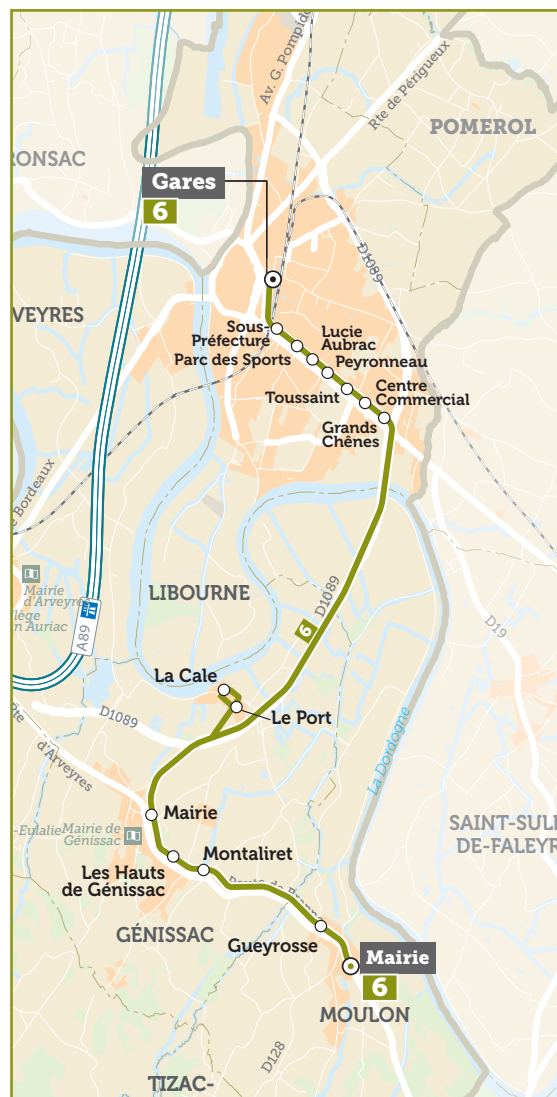 Av. G. Pompido
Rte de Périgueux
POMEROL
RONSAC
Gares
6
D1089
VEYRES
Sous-
Préfecture
Lucie
Aubrac
Parc des Sports
Peyronneau
Toussaint
Centre
Commercial
Grands
Chênes
e Bordeaux
Mairie
d'Arveyres
lège
n Auriac
A89
LIBOURNE
D1089
6
D19
La Cale
Le Port
D1089
Rte
d'Arveyres
La Dordogne
Mairie
-Eulalie
Mairie de
Génissac
SAINT-SUL
DE-FALEYR
Les Hauts
de Génissac
Montaliret
GÉNISSAC
Gueyrosse
Mairie
6
MOULON
D128
TIZAC-